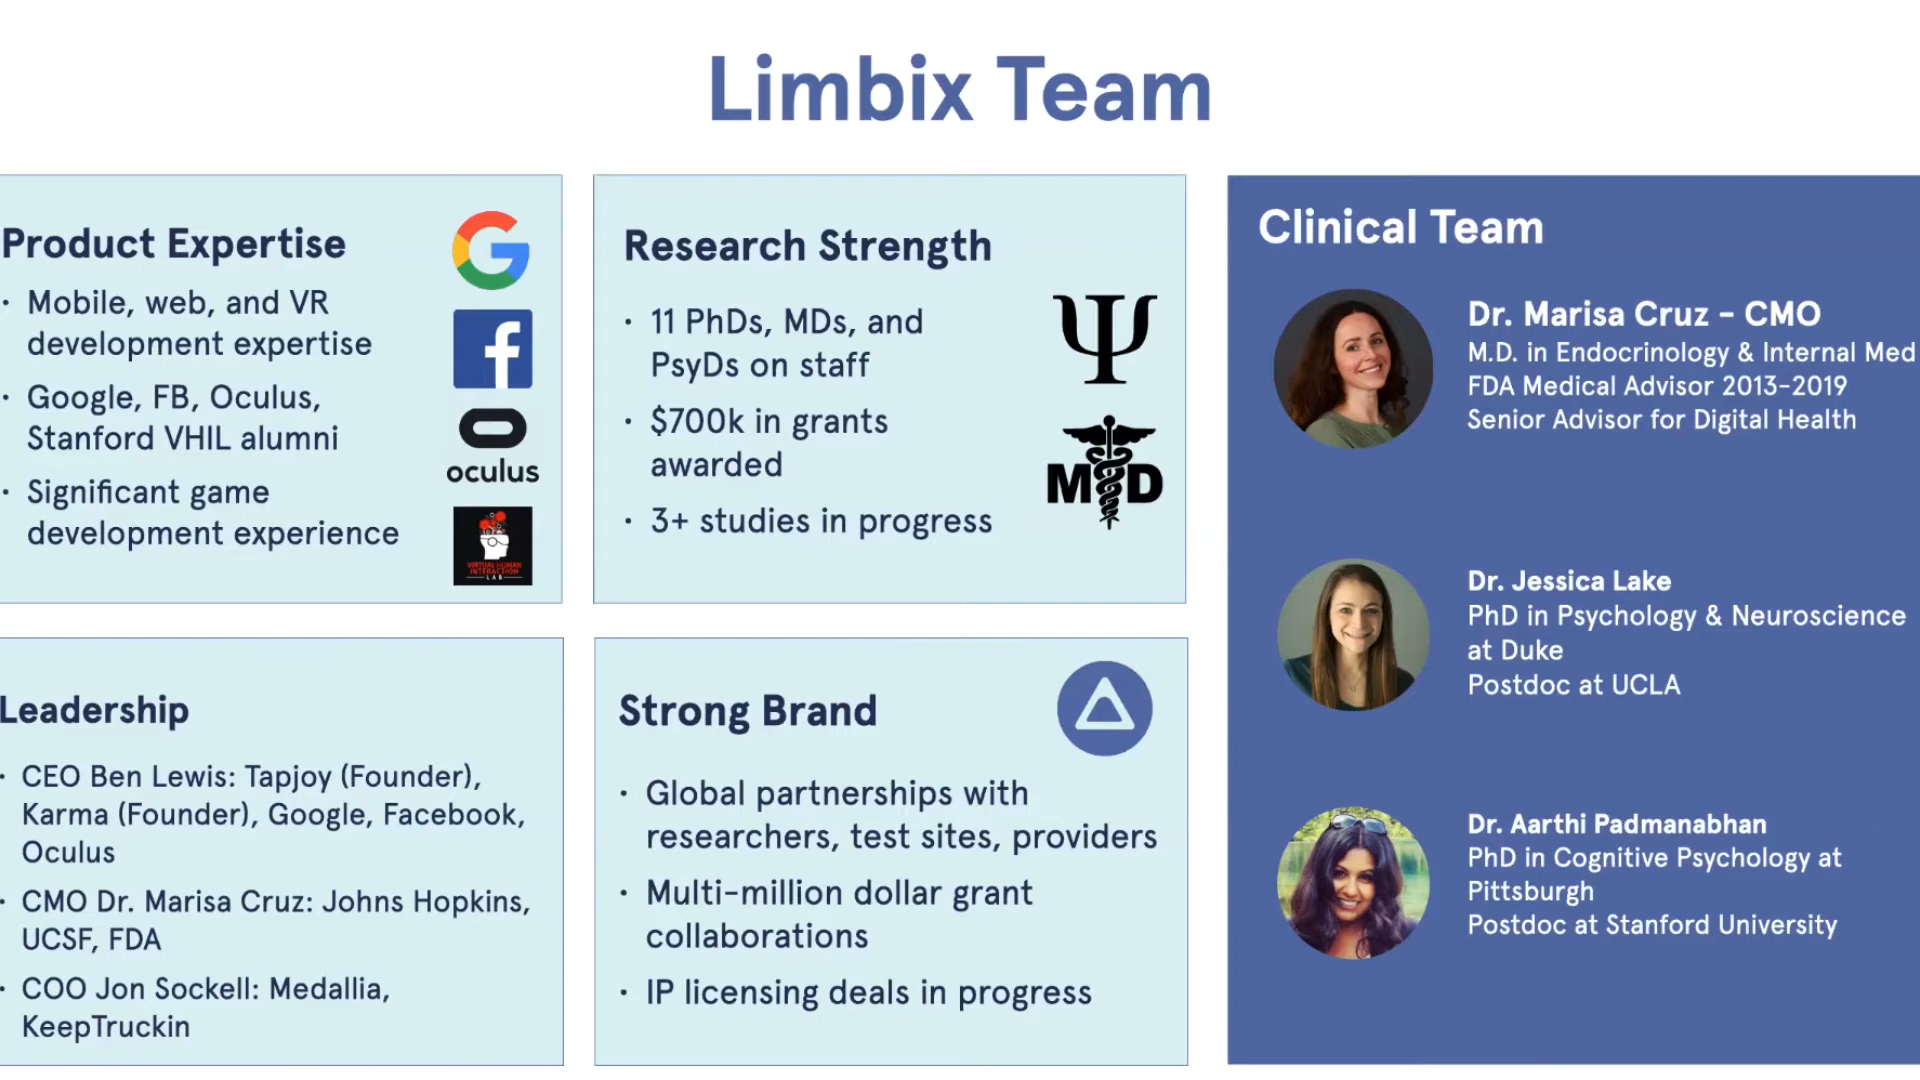 Limbix Team
Product Expertise
· Mobile, web, and VR
development expertise
· Google, FB, Oculus,
Stanford VHIL alumni
· Significant game
development experience
G
f
oculus
VIRTUAL HUMAN
INTERACTION
LAB
Research Strength
· 11 PhDs, MDs, and
PsyDs on staff
· $700k in grants
awarded
· 3+ studies in progress
Ψ
MD
Leadership
· CEO Ben Lewis: Tapjoy (Founder),
Karma (Founder), Google, Facebook,
Oculus
· CMO Dr. Marisa Cruz: Johns Hopkins,
UCSF, FDA
· COO Jon Sockell: Medallia,
KeepTruckin
Strong Brand
· Global partnerships with
researchers, test sites, providers
· Multi-million dollar grant
collaborations
· IP licensing deals in progress
Clinical Team
Dr. Marisa Cruz - CMO
M.D. in Endocrinology & Internal Med
FDA Medical Advisor 2013-2019
Senior Advisor for Digital Health
Dr. Jessica Lake
PhD in Psychology & Neuroscience
at Duke
Postdoc at UCLA
Dr. Aarthi Padmanabhan
PhD in Cognitive Psychology at
Pittsburgh
Postdoc at Stanford University